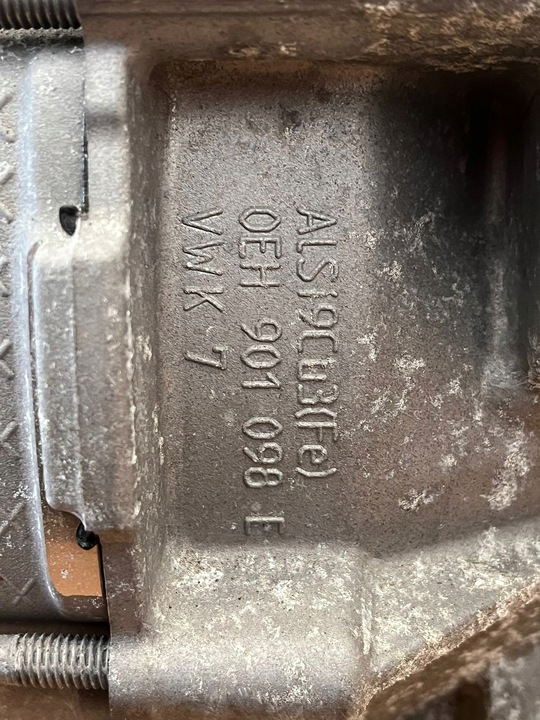 ALSi9Cu3(Fe)
0EH 901 098 E
VWK 7